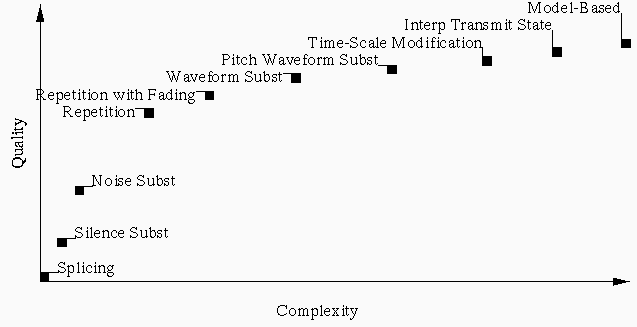 Model-Based
Interp Transmit State
Time-Scale Modification
Pitch Waveform Subst
Waveform Subst
Repetition with Fading
Repetition
Quality
Noise Subst
Silence Subst
Splicing
Complexity